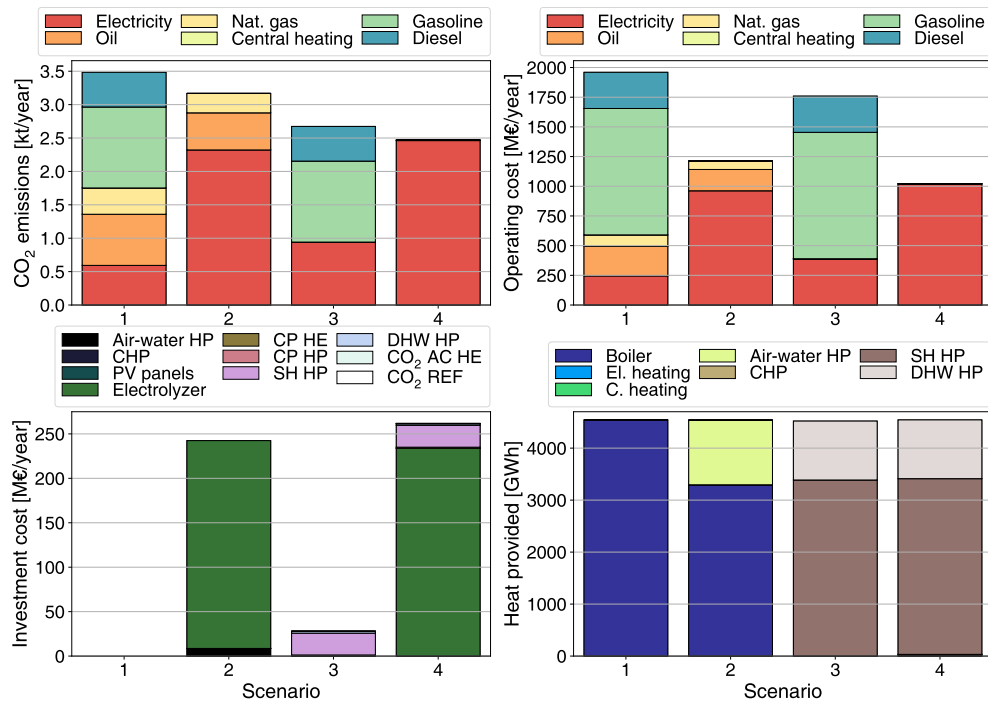 Electricity Nat. gas Gasoline
Oil Central heating Diesel
CO2 emissions [kt/year]
3.5
3.0
2.5
2.0
1.5
1.0
0.5
0.0
1 2 3 4
Electricity Nat. gas Gasoline
Oil Central heating Diesel
Operating cost [M€/year]
2000
1750
1500
1250
1000
750
500
250
0
1 2 3 4
Air-water HP CP HE DHW HP
CHP CP HP CO2 AC HE
PV panels SH HP CO2 REF
Electrolyzer
Investment cost [M€/year]
250
200
150
100
50
0
1 2 3 4
Scenario
Boiler Air-water HP SH HP
El. heating CHP DHW HP
C. heating
Heat provided [GWh]
4000
3000
2000
1000
0
1 2 3 4
Scenario